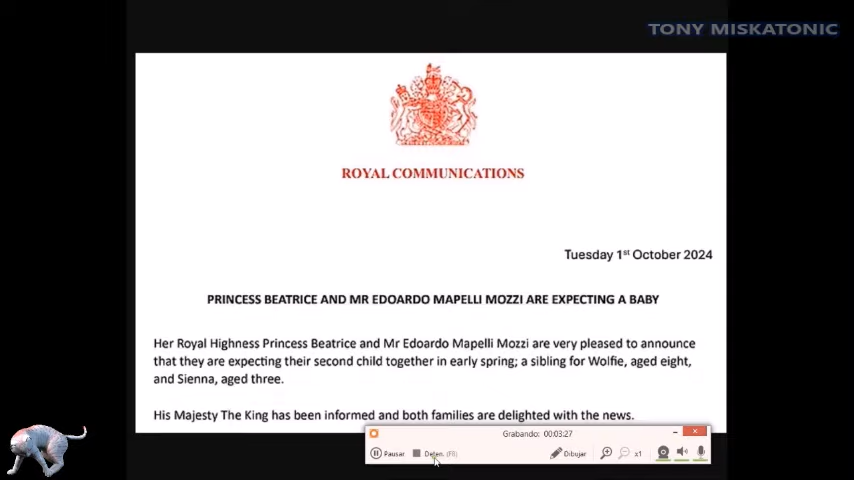 TONY MISKATONIC
ROYAL COMMUNICATIONS
Tuesday 1st October 2024
PRINCESS BEATRICE AND MR EDOARDO MAPELLI MOZZI ARE EXPECTING A BABY
Her Royal Highness Princess Beatrice and Mr Edoardo Mapelli Mozzi are very pleased to announce
that they are expecting their second child together in early spring; a sibling for Wolfie, aged eight,
and Sienna, aged three.
His Majesty The King has been informed and both families are delighted with the news.
Grabando: 00:03:27
Pausar Deten. (F8) Dibujar x1